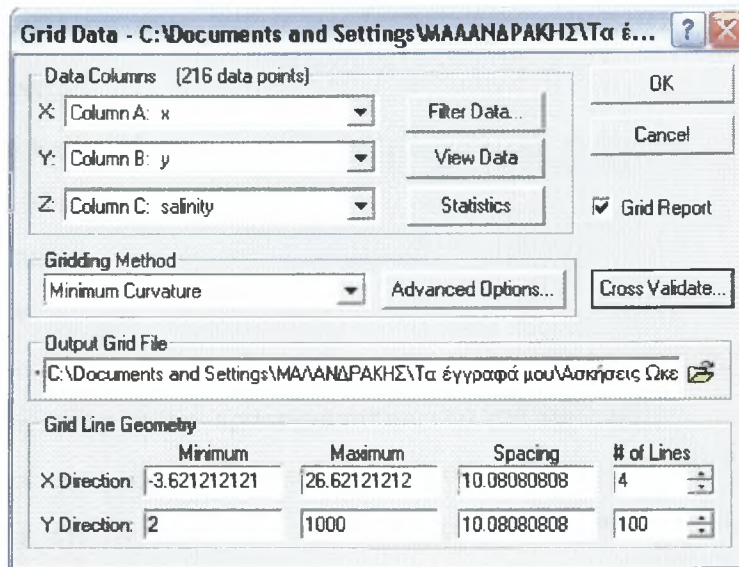 Grid Data - C:\Documents and Settings\ΜΑΛΑΝΔΡΑΚΗΣ\Τα έ...
Data Columns (216 data points)
OK
X: Column A: x
Filter Data...
Cancel
Y: Column B: y
View Data
Z: Column C: salinity
Statistics
Grid Report
Gridding Method
Minimum Curvature
Advanced Options...
Cross Validate...
Output Grid File
C:\Documents and Settings\ΜΑΛΑΝΔΡΑΚΗΣ\Τα έγγραφά μου\Ασκήσεις Ωκε
Grid Line Geometry
Minimum Maximum Spacing # of Lines
X Direction: -3.621212121 26.62121212 10.08080808 4
Y Direction: 2 1000 10.08080808 100